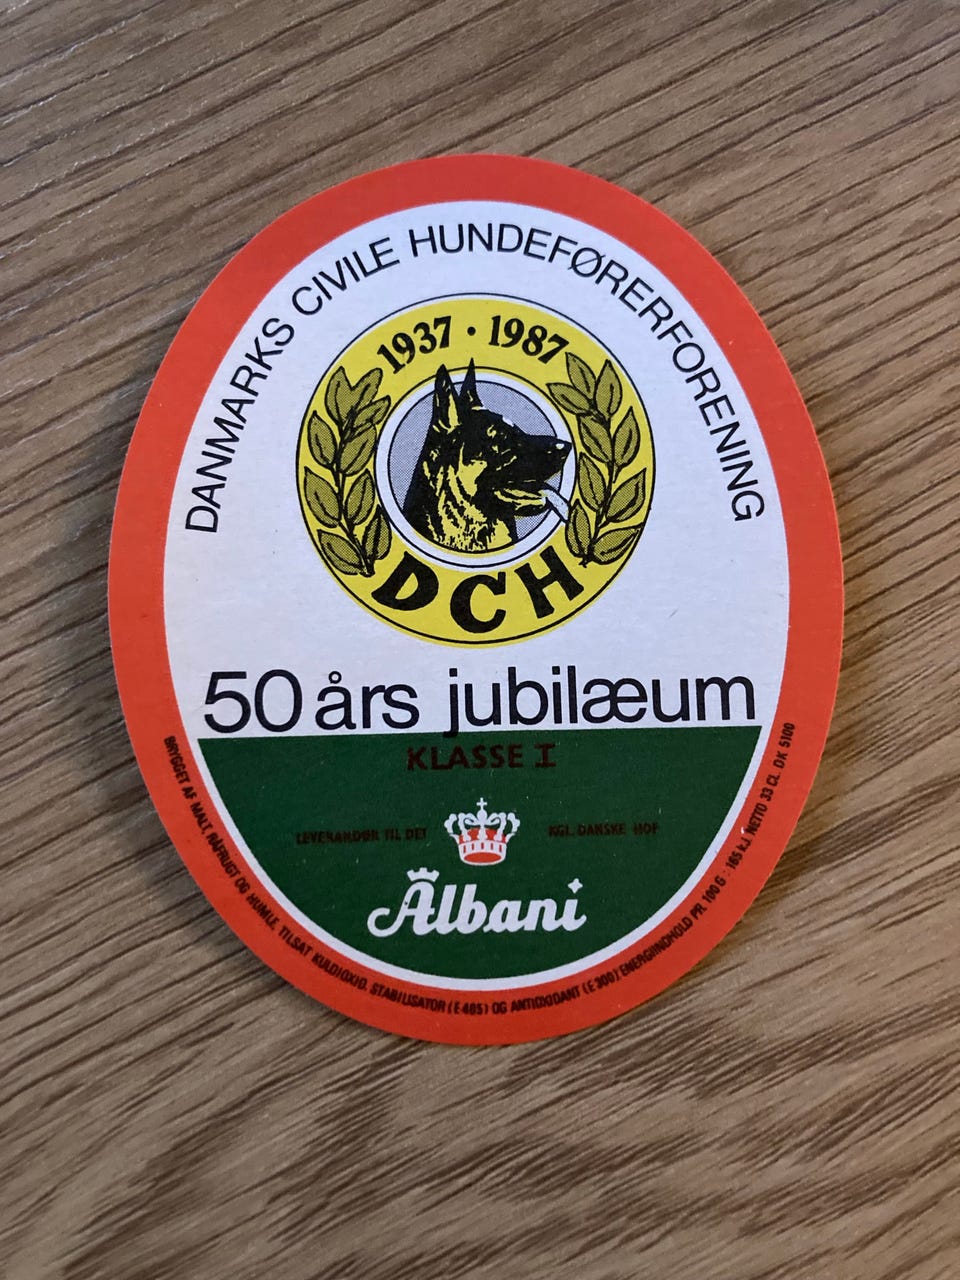 DANMARKS CIVILE HUNDEFØRERFORENING
1937 · 1987
DCH
50 års jubilæum
KLASSE I
LEVERANDØR TIL DET KGL. DANSKE HOF
Albani
BRYGGET AF MALT, RÅFRUGT OG HUMLE, TILSAT KULDIOXID, STABILISATOR (E 405) OG ANTIOXIDANT (E 300) ENERGIINDHOLD PR. 100 G : 165 kJ. NETTO 33 CL. DK 5100